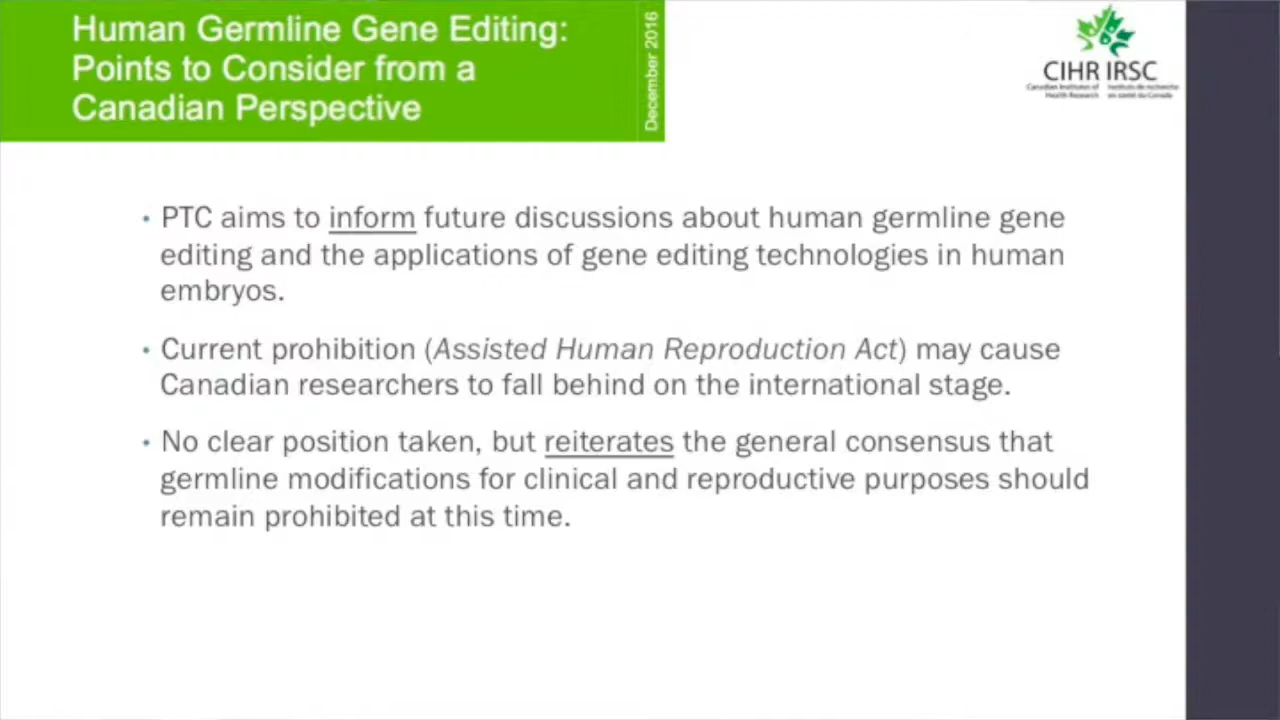 Human Germline Gene Editing:
Points to Consider from a
Canadian Perspective
December 2016
CIHR IRSC
Canadian Institutes of Health Research
Instituts de recherche en santé du Canada
• PTC aims to inform future discussions about human germline gene
editing and the applications of gene editing technologies in human
embryos.
• Current prohibition (Assisted Human Reproduction Act) may cause
Canadian researchers to fall behind on the international stage.
• No clear position taken, but reiterates the general consensus that
germline modifications for clinical and reproductive purposes should
remain prohibited at this time.